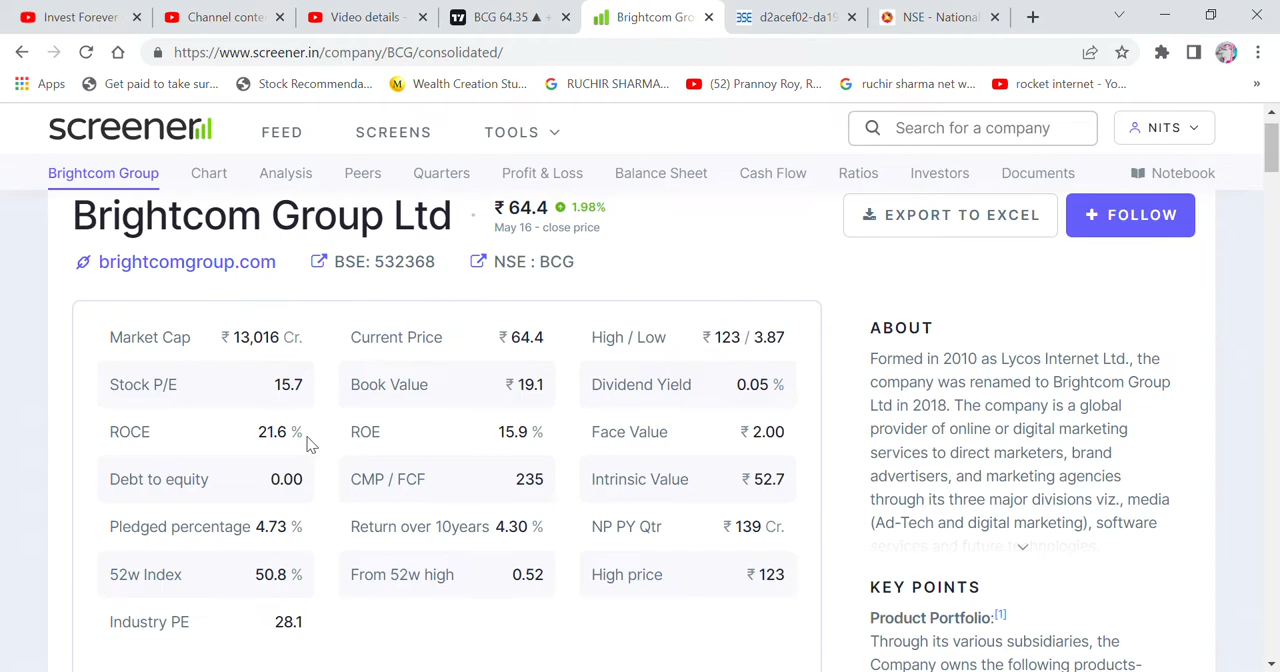 Invest Forever
Channel conte
Video details -
BCG 64.35 ▲ +
Brightcom Gro
d2acef02-da19
NSE - National
https://www.screener.in/company/BCG/consolidated/
Apps
Get paid to take sur...
Stock Recommenda...
Wealth Creation Stu...
RUCHIR SHARMA...
(52) Prannoy Roy, R...
ruchir sharma net w...
rocket internet - Yo...
»
screener
FEED
SCREENS
TOOLS
Search for a company
NITS
Brightcom Group
Chart
Analysis
Peers
Quarters
Profit & Loss
Balance Sheet
Cash Flow
Ratios
Investors
Documents
Notebook
Brightcom Group Ltd
₹ 64.4 1.98%
May 16 - close price
EXPORT TO EXCEL
+ FOLLOW
brightcomgroup.com
BSE: 532368
NSE : BCG
Market Cap ₹ 13,016 Cr.
Current Price ₹ 64.4
High / Low ₹ 123 / 3.87
Stock P/E 15.7
Book Value ₹ 19.1
Dividend Yield 0.05 %
ROCE 21.6 %
ROE 15.9 %
Face Value ₹ 2.00
Debt to equity 0.00
CMP / FCF 235
Intrinsic Value ₹ 52.7
Pledged percentage 4.73 %
Return over 10years 4.30 %
NP PY Qtr ₹ 139 Cr.
52w Index 50.8 %
From 52w high 0.52
High price ₹ 123
Industry PE 28.1
ABOUT
Formed in 2010 as Lycos Internet Ltd., the
company was renamed to Brightcom Group
Ltd in 2018. The company is a global
provider of online or digital marketing
services to direct marketers, brand
advertisers, and marketing agencies
through its three major divisions viz., media
(Ad-Tech and digital marketing), software
services and future technologies.
KEY POINTS
Product Portfolio:[1]
Through its various subsidiaries, the
Company owns the following products-